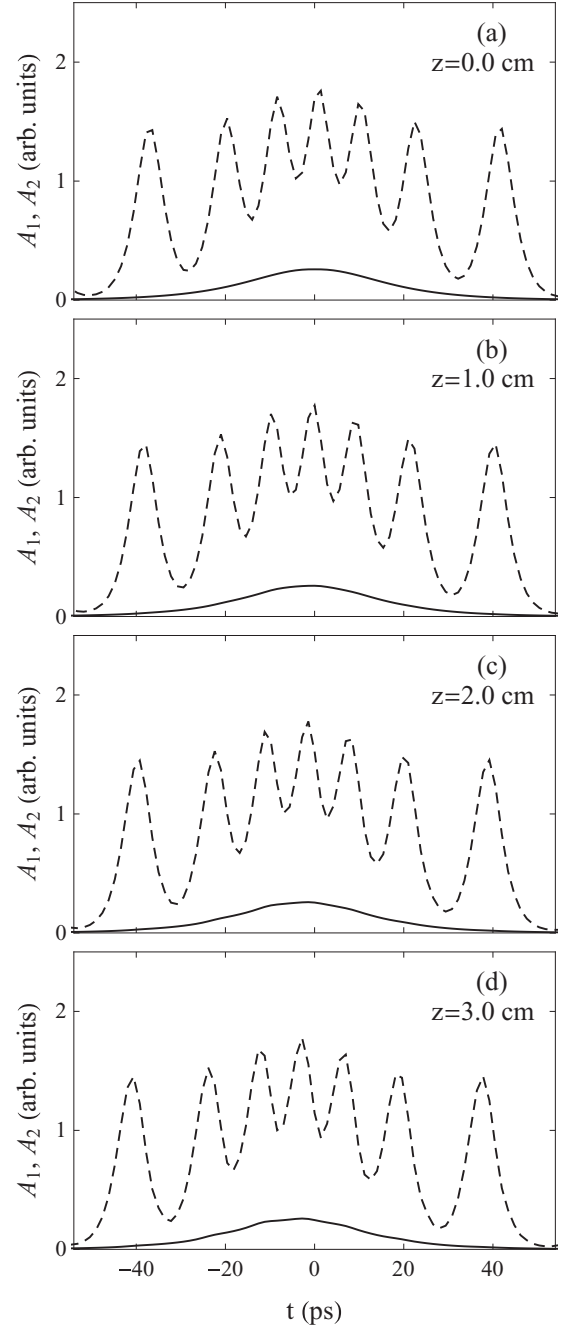 (a)
z=0.0 cm
A₁, A₂ (arb. units)
2
1
0
(b)
z=1.0 cm
A₁, A₂ (arb. units)
2
1
0
(c)
z=2.0 cm
A₁, A₂ (arb. units)
2
1
0
(d)
z=3.0 cm
A₁, A₂ (arb. units)
2
1
0
−40 −20 0 20 40
t (ps)